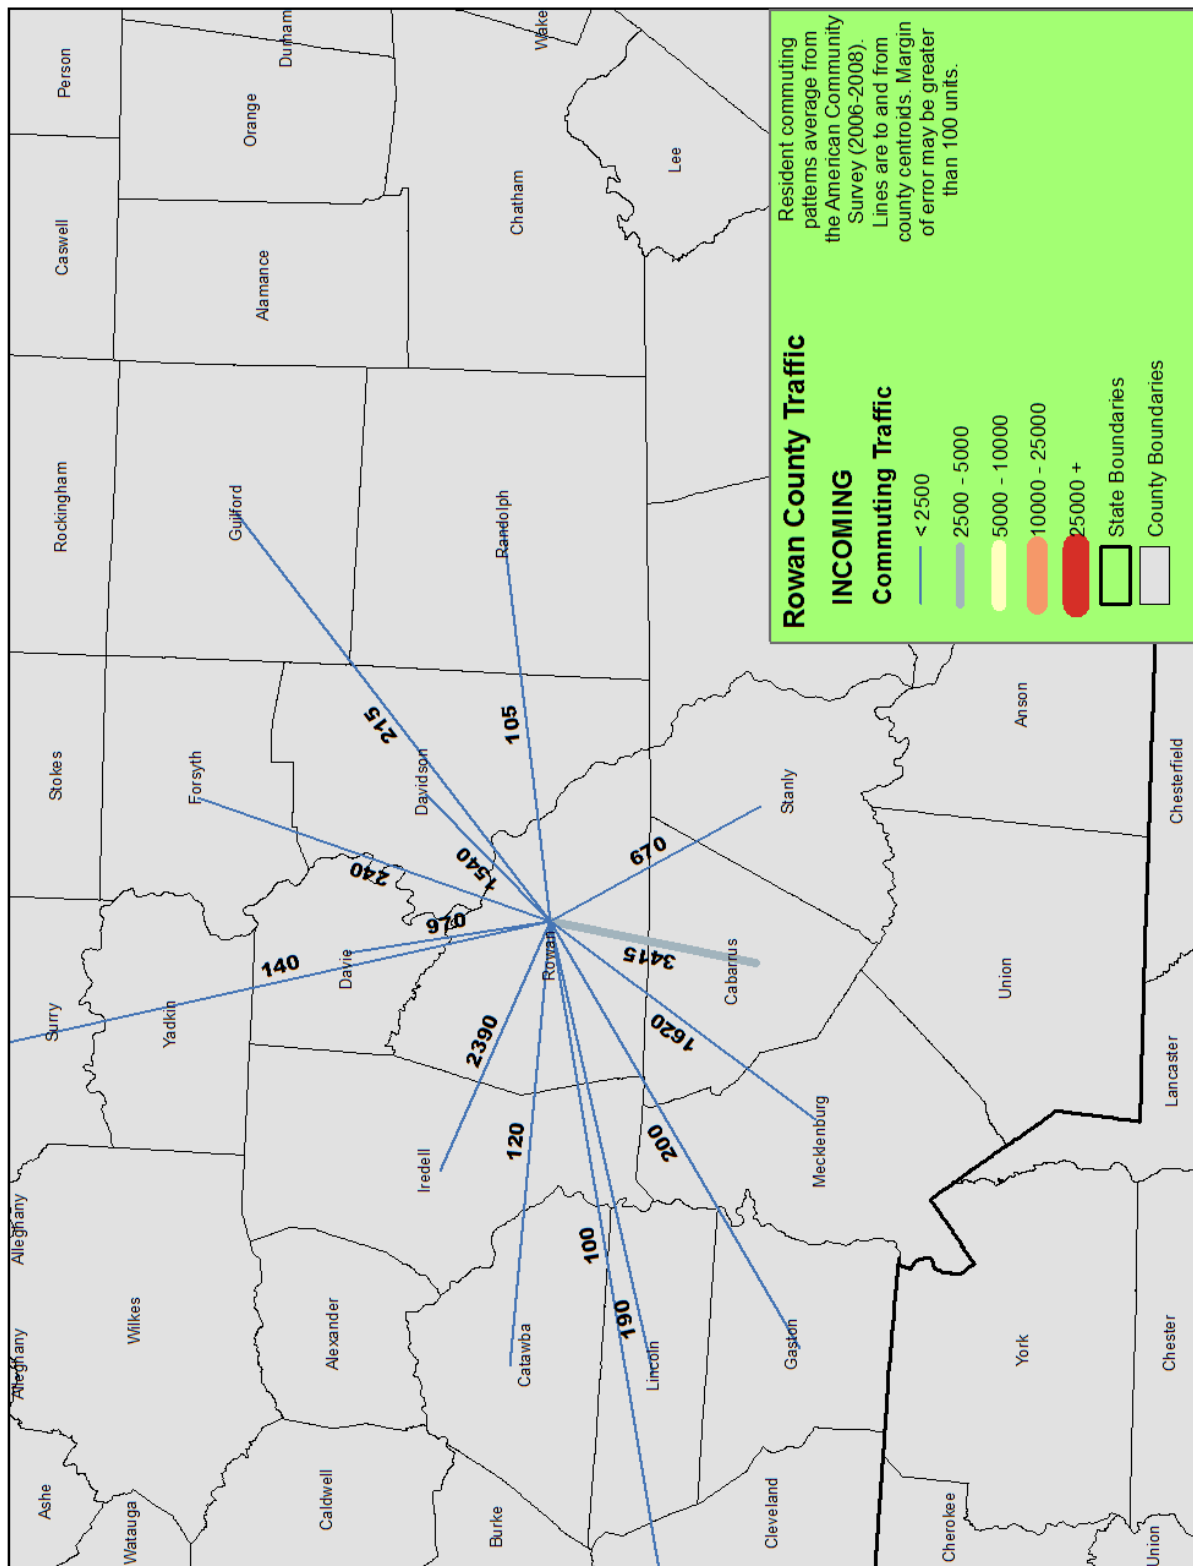 Ashe
Alleghany
Alleghany
Surry
Stokes
Rockingham
Caswell
Person
Watauga
Wilkes
Yadkin
Forsyth
Guilford
Alamance
Orange
Durham
Caldwell
Alexander
Iredell
Davie
Davidson
Randolph
Chatham
Wake
Burke
Catawba
Rowan
Lee
Lincoln
Cleveland
Gaston
Mecklenburg
Cabarrus
Stanly
Cherokee
York
Union
Anson
Union
Chester
Lancaster
Chesterfield
140
240
215
970
1540
2390
105
120
670
3415
1620
200
100
190
Rowan County Traffic
INCOMING
Commuting Traffic
< 2500
2500 - 5000
5000 - 10000
10000 - 25000
25000 +
State Boundaries
County Boundaries
Resident commuting
patterns average from
the American Community
Survey (2006-2008).
Lines are to and from
county centroids. Margin
of error may be greater
than 100 units.